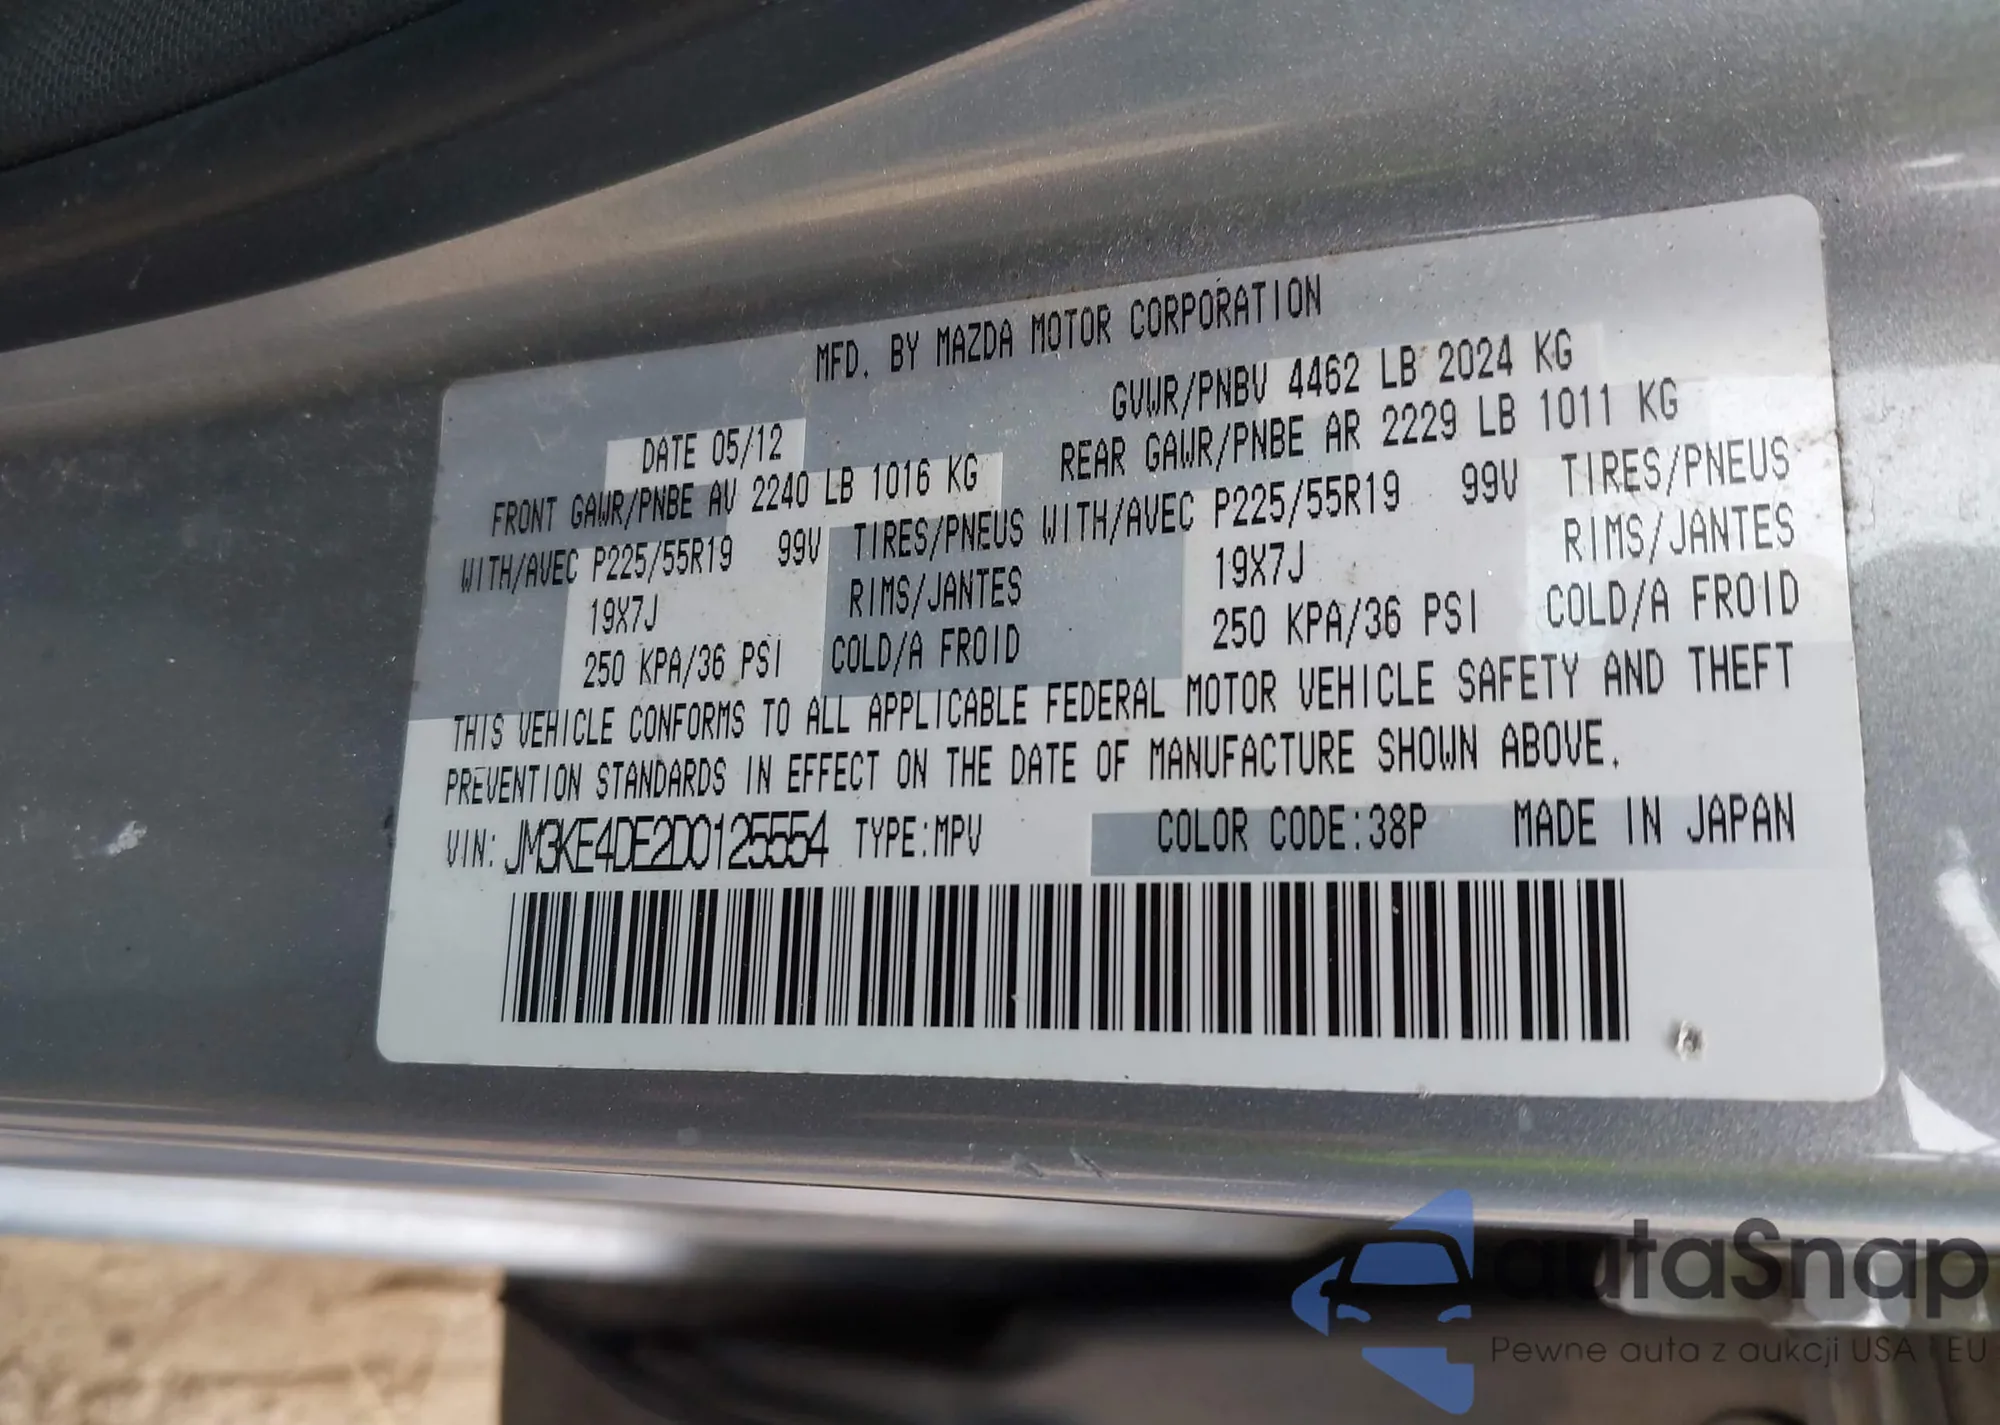 MFD. BY MAZDA MOTOR CORPORATION
DATE 05/12 GVWR/PNBV 4462 LB 2024 KG
FRONT GAWR/PNBE AV 2240 LB 1016 KG REAR GAWR/PNBE AR 2229 LB 1011 KG
WITH/AVEC P225/55R19 99V TIRES/PNEUS WITH/AVEC P225/55R19 99V TIRES/PNEUS
19X7J RIMS/JANTES 19X7J RIMS/JANTES
250 KPA/36 PSI COLD/A FROID 250 KPA/36 PSI COLD/A FROID
THIS VEHICLE CONFORMS TO ALL APPLICABLE FEDERAL MOTOR VEHICLE SAFETY AND THEFT
PREVENTION STANDARDS IN EFFECT ON THE DATE OF MANUFACTURE SHOWN ABOVE.
VIN: JM3KE4DE2D0125554 TYPE:MPV COLOR CODE:38P MADE IN JAPAN
autaSnap
Pewne auta z aukcji USA i EU